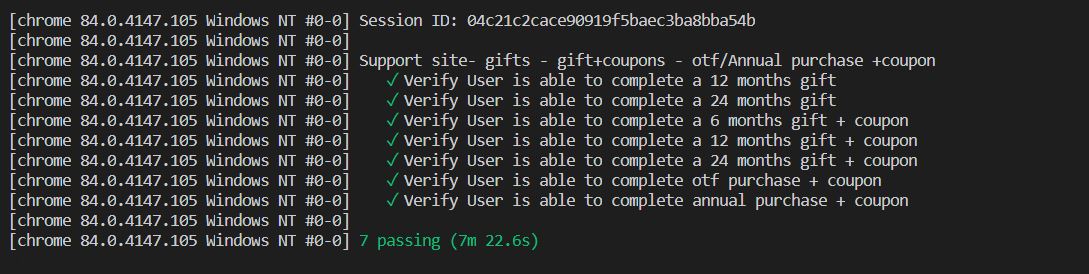 [chrome 84.0.4147.105 Windows NT #0-0] Session ID: 04c21c2cace90919f5baec3ba8bba54b
[chrome 84.0.4147.105 Windows NT #0-0]
[chrome 84.0.4147.105 Windows NT #0-0] Support site- gifts - gift+coupons - otf/Annual purchase +coupon
[chrome 84.0.4147.105 Windows NT #0-0]    ✓ Verify User is able to complete a 12 months gift
[chrome 84.0.4147.105 Windows NT #0-0]    ✓ Verify User is able to complete a 24 months gift
[chrome 84.0.4147.105 Windows NT #0-0]    ✓ Verify User is able to complete a 6 months gift + coupon
[chrome 84.0.4147.105 Windows NT #0-0]    ✓ Verify User is able to complete a 12 months gift + coupon
[chrome 84.0.4147.105 Windows NT #0-0]    ✓ Verify User is able to complete a 24 months gift + coupon
[chrome 84.0.4147.105 Windows NT #0-0]    ✓ Verify User is able to complete otf purchase + coupon
[chrome 84.0.4147.105 Windows NT #0-0]    ✓ Verify User is able to complete annual purchase + coupon
[chrome 84.0.4147.105 Windows NT #0-0]
[chrome 84.0.4147.105 Windows NT #0-0] 7 passing (7m 22.6s)